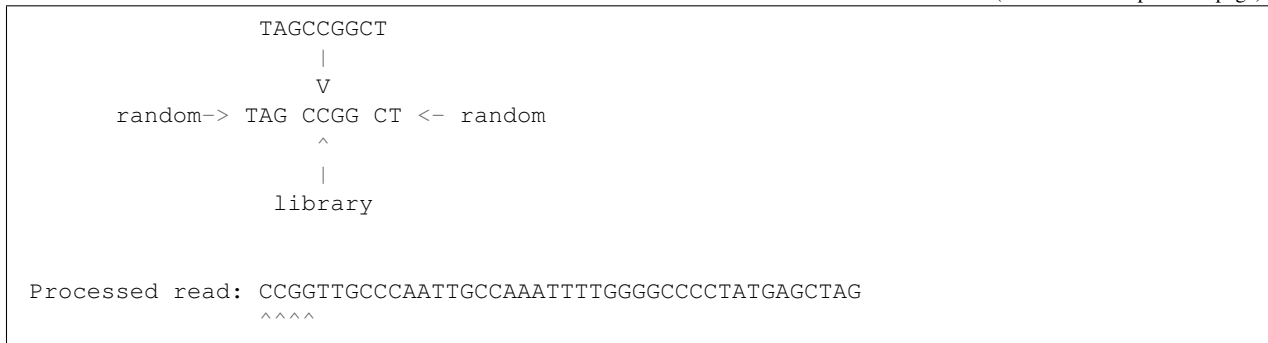 TAGCCGGCT
|
V
random-> TAG CCGG CT <- random
^
|
library
Processed read: CCGGTTGCCCAATTGCCAAATTTTGGGGCCCCTATGAGCTAG
^^^^